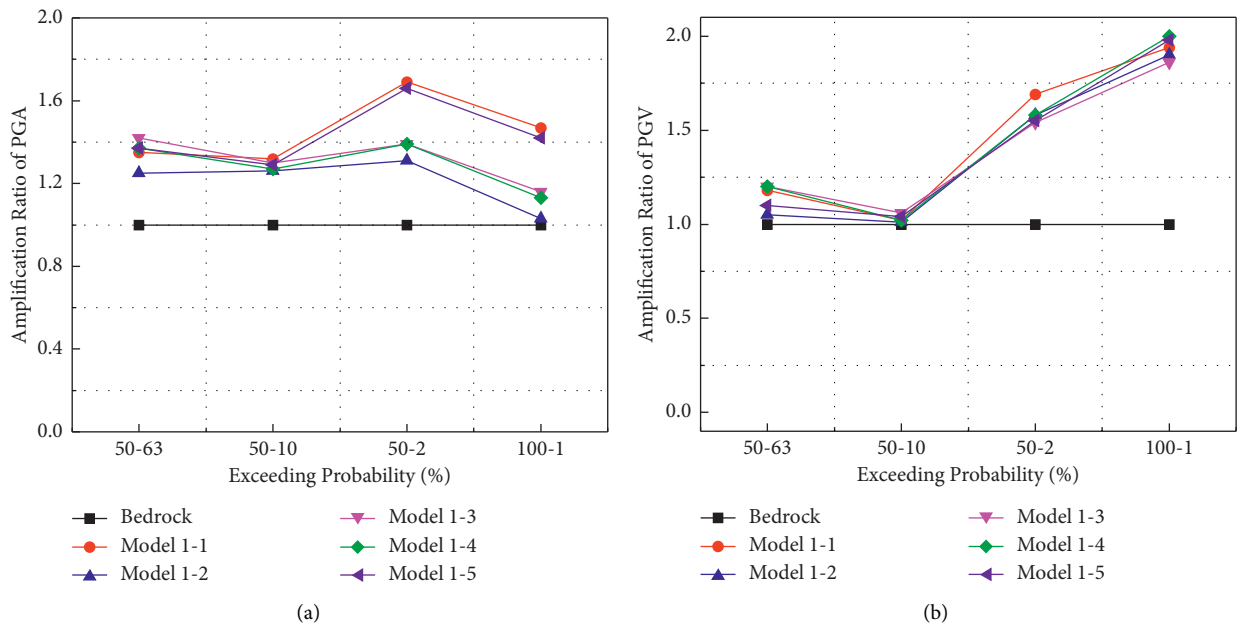 2.0
1.6
1.2
0.8
0.4
0.0
Amplification Ratio of PGA
50-63 50-10 50-2 100-1
Exceeding Probability (%)
Bedrock
Model 1-1
Model 1-2
Model 1-3
Model 1-4
Model 1-5
(a)
2.0
1.5
1.0
0.5
0.0
Amplification Ratio of PGV
50-63 50-10 50-2 100-1
Exceeding Probability (%)
Bedrock
Model 1-1
Model 1-2
Model 1-3
Model 1-4
Model 1-5
(b)